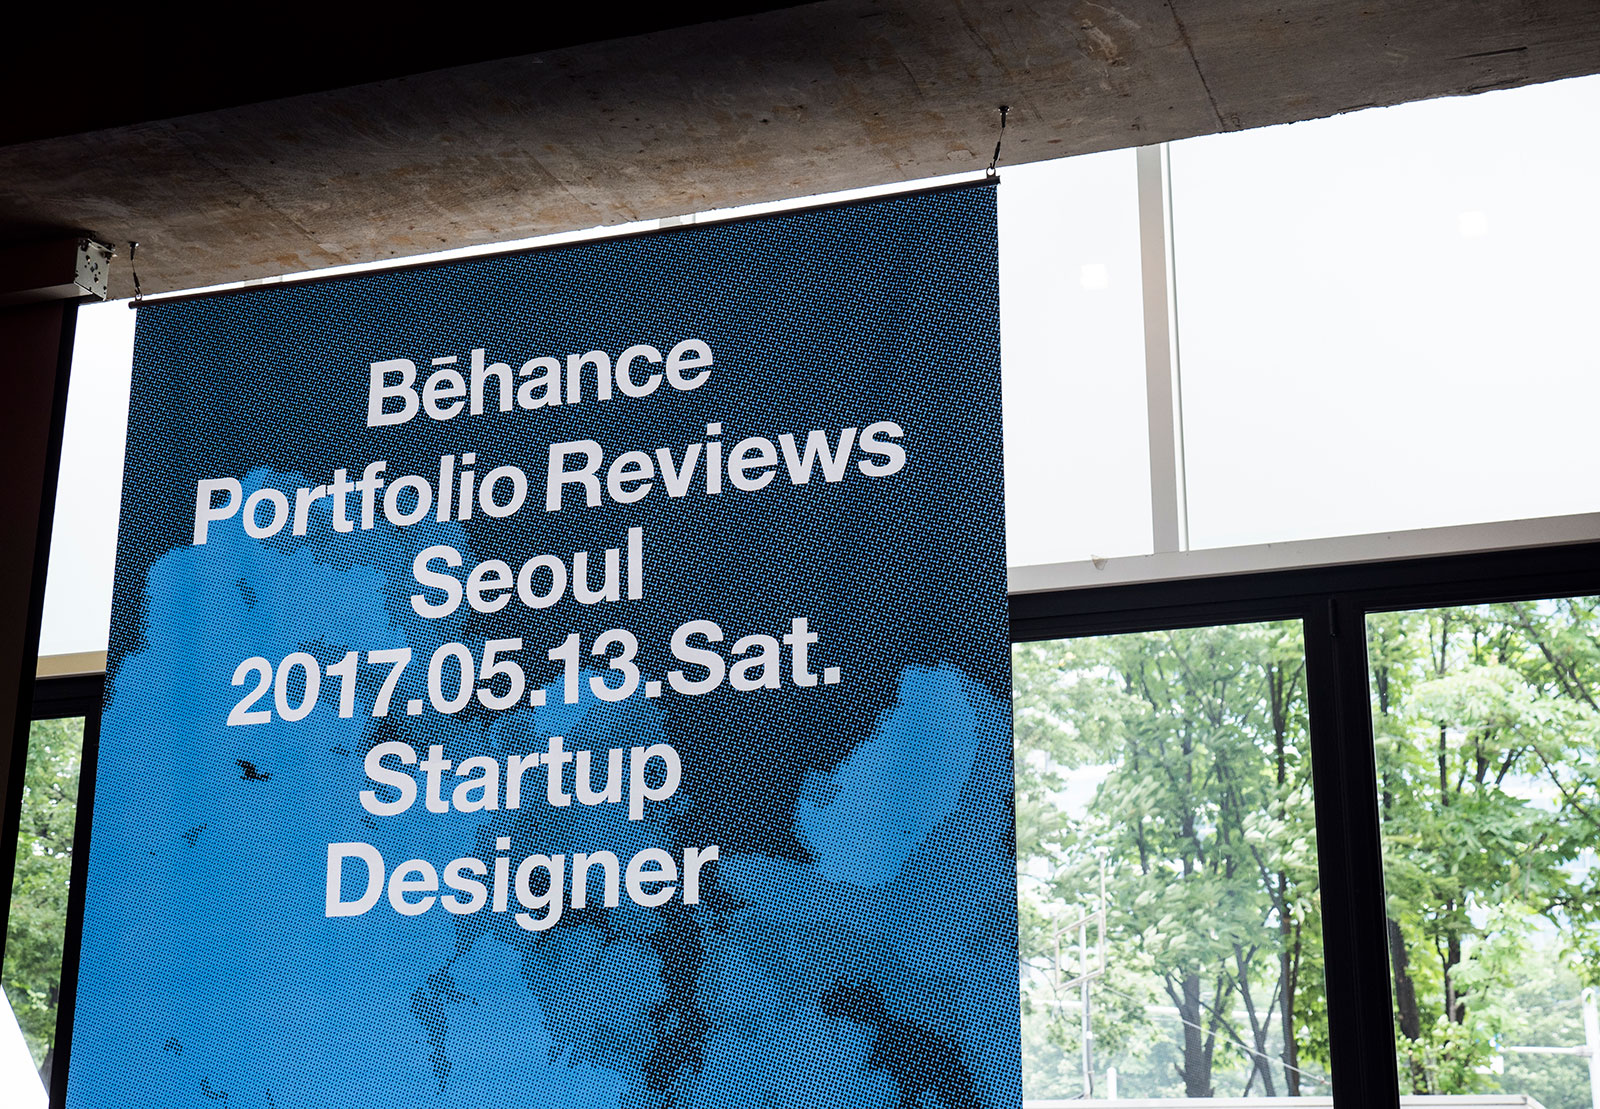 Bēhance
Portfolio Reviews
Seoul
2017.05.13.Sat.
Startup
Designer